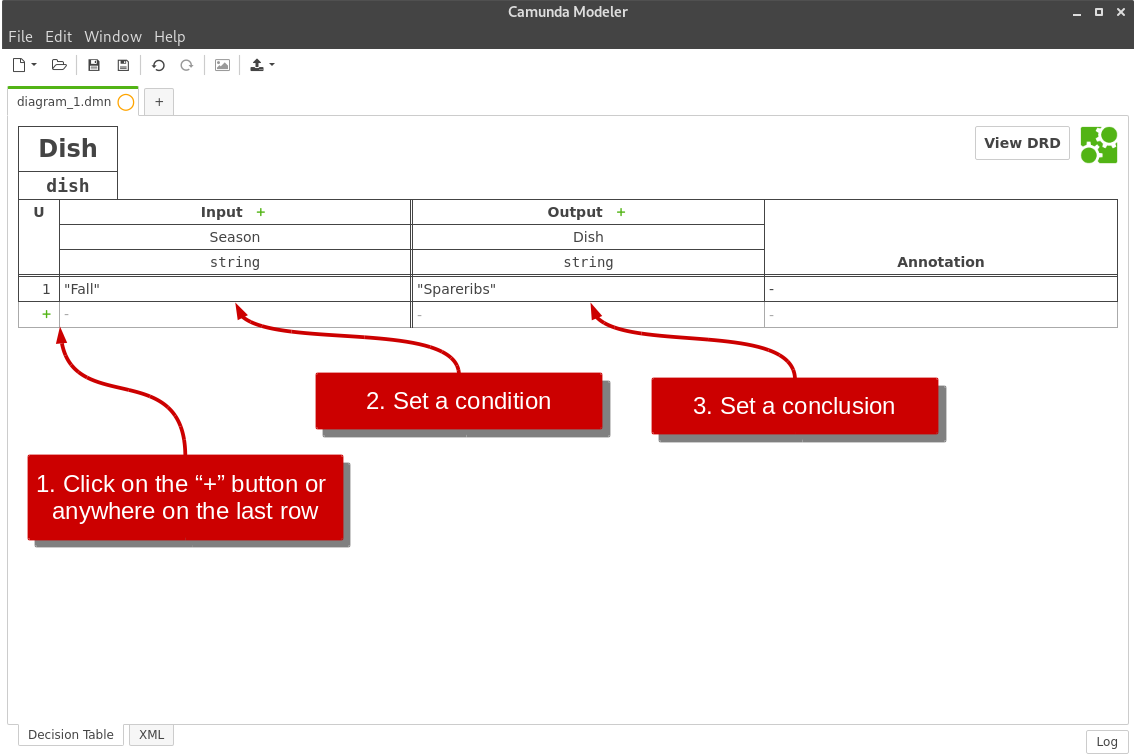 Camunda Modeler
File Edit Window Help
diagram_1.dmn +
Dish
View DRD
dish
U Input + Output +
Season Dish
string string Annotation
1 "Fall" "Spareribs" -
+ - - -
2. Set a condition
3. Set a conclusion
1. Click on the “+” button or
anywhere on the last row
Decision Table XML
Log